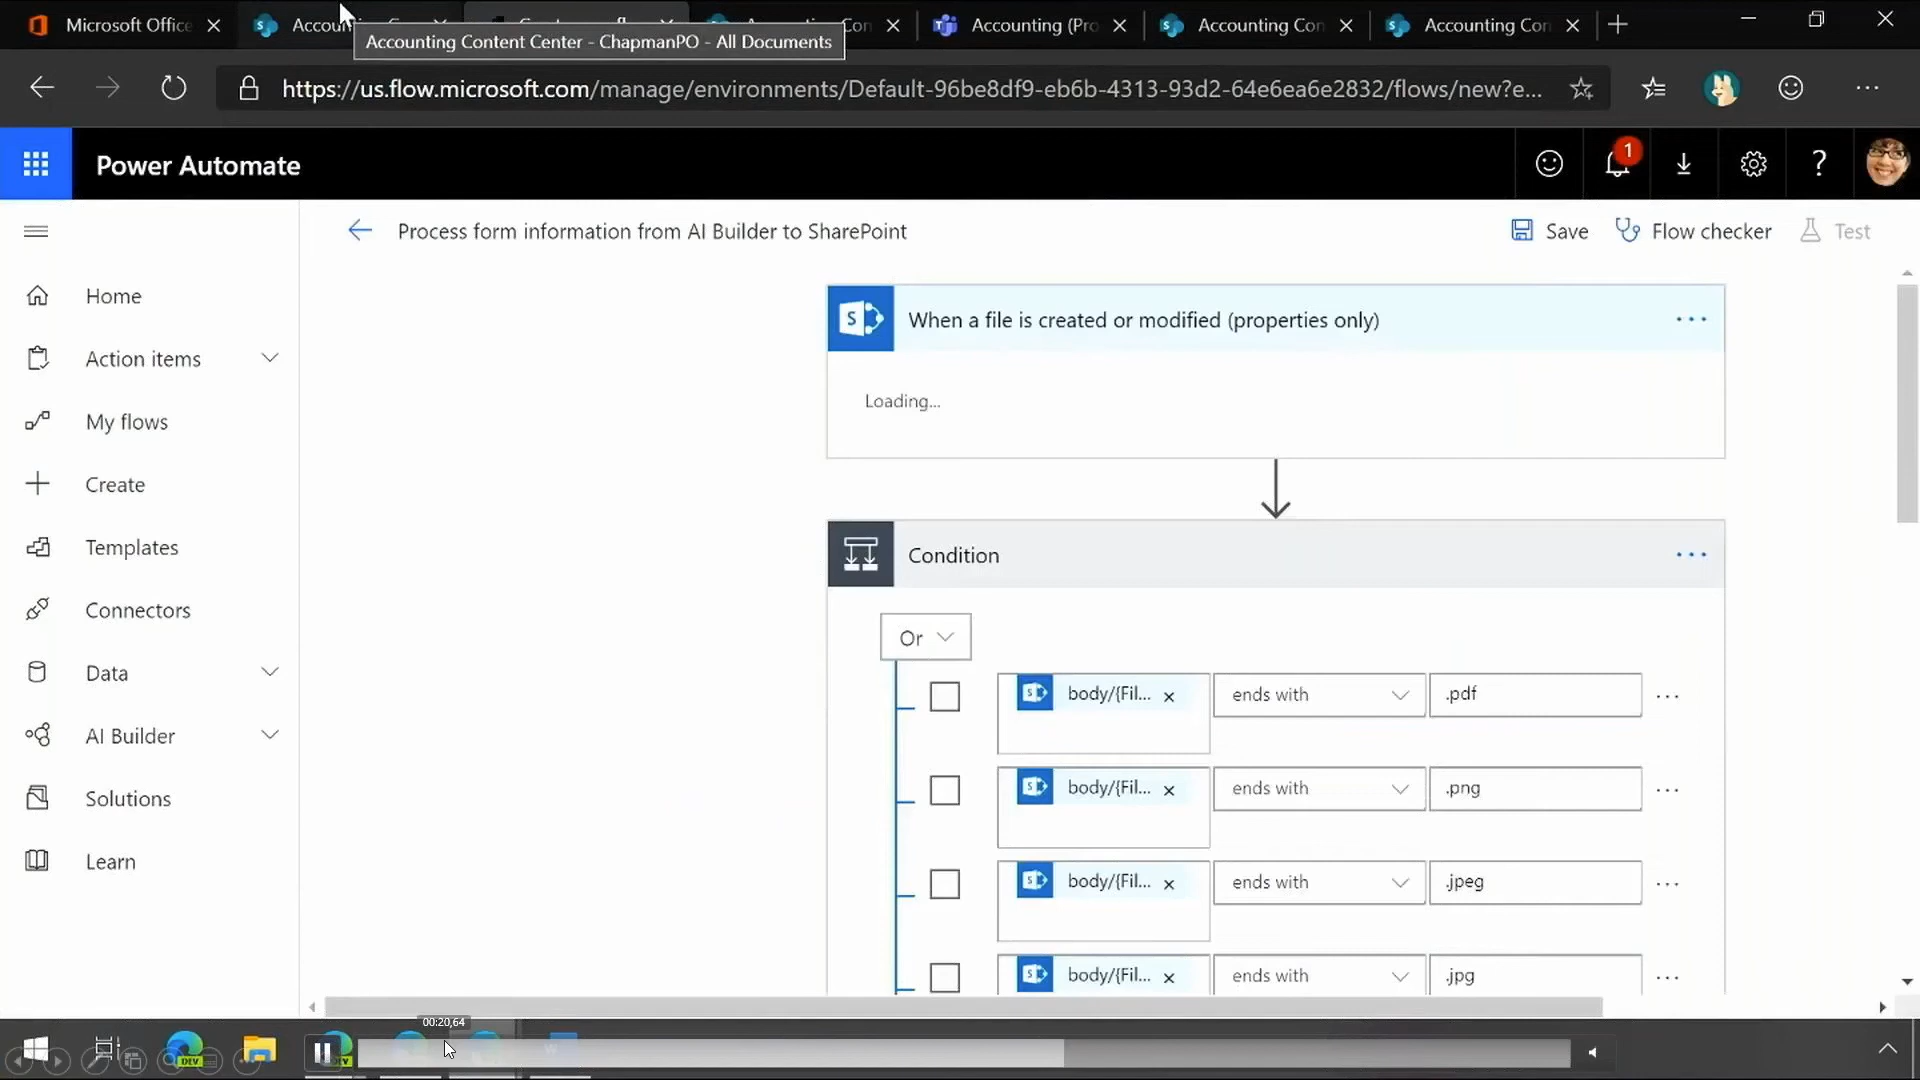 Microsoft Office
Accounting Content Center - ChapmanPO - All Documents
Accounting (Pro
Accounting Con
Accounting Con
https://us.flow.microsoft.com/manage/environments/Default-96be8df9-eb6b-4313-93d2-64e6ea6e2832/flows/new?e...
Power Automate
1
?
Process form information from AI Builder to SharePoint
Save
Flow checker
Test
Home
Action items
My flows
Create
Templates
Connectors
Data
AI Builder
Solutions
Learn
When a file is created or modified (properties only)
Loading...
Condition
Or
body/{Fil... × ends with .pdf
body/{Fil... × ends with .png
body/{Fil... × ends with .jpeg
body/{Fil... × ends with .jpg
00:20,64
DEV